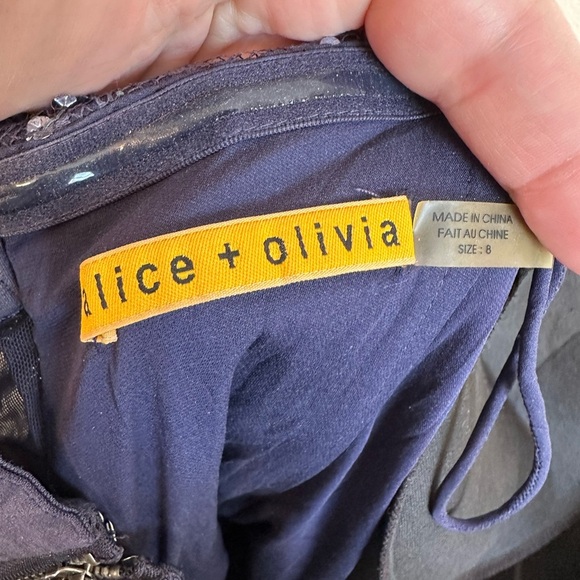 alice + olivia
MADE IN CHINA
FAIT AU CHINE
SIZE : 8